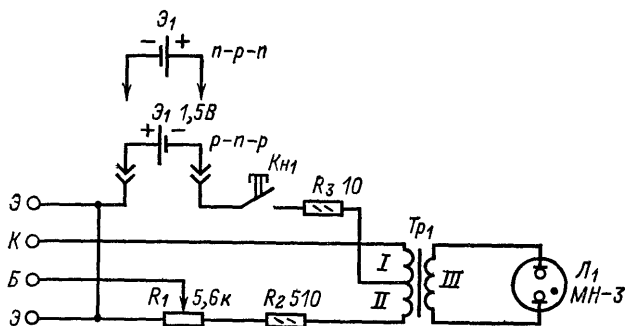 Э₁
− +
n-p-n
Э₁ 1,5В
+ −
p-n-p
Кн₁
R₃ 10
Э
К
Б
Э
R₁ 5,6к
R₂ 510
Тр₁
I
II
III
Л₁
МН-3